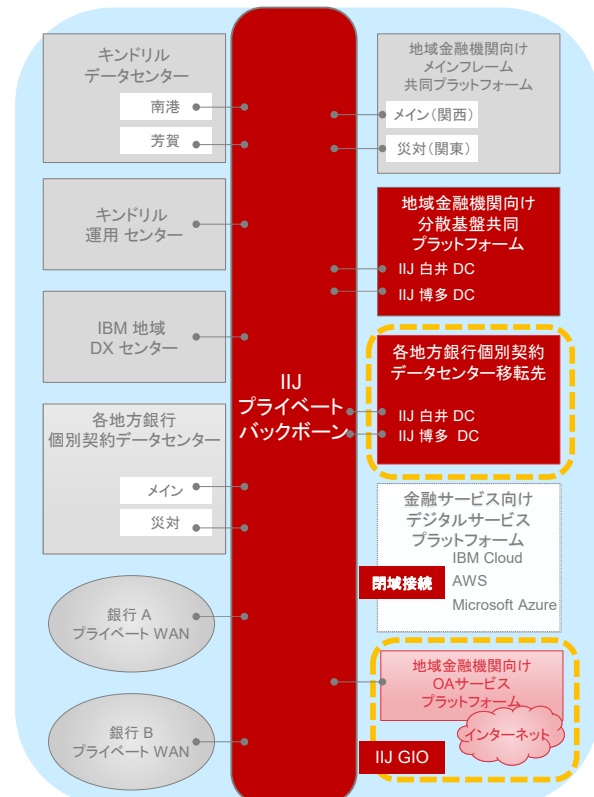 キンドリル
データセンター
南港
芳賀
キンドリル
運用 センター
IBM 地域
DX センター
各地方銀行
個別契約データセンター
メイン
災対
銀行 A
プライベート WAN
銀行 B
プライベート WAN
IIJ
プライベート
バックボーン
地域金融機関向け
メインフレーム
共同プラットフォーム
メイン(関西)
災対(関東)
地域金融機関向け
分散基盤共同
プラットフォーム
IIJ 白井 DC
IIJ 博多 DC
各地方銀行個別契約
データセンター移転先
IIJ 白井 DC
IIJ 博多 DC
金融サービス向け
デジタルサービス
プラットフォーム
IBM Cloud
閉域接続
AWS
Microsoft Azure
地域金融機関向け
OAサービス
プラットフォーム
インターネット
IIJ GIO